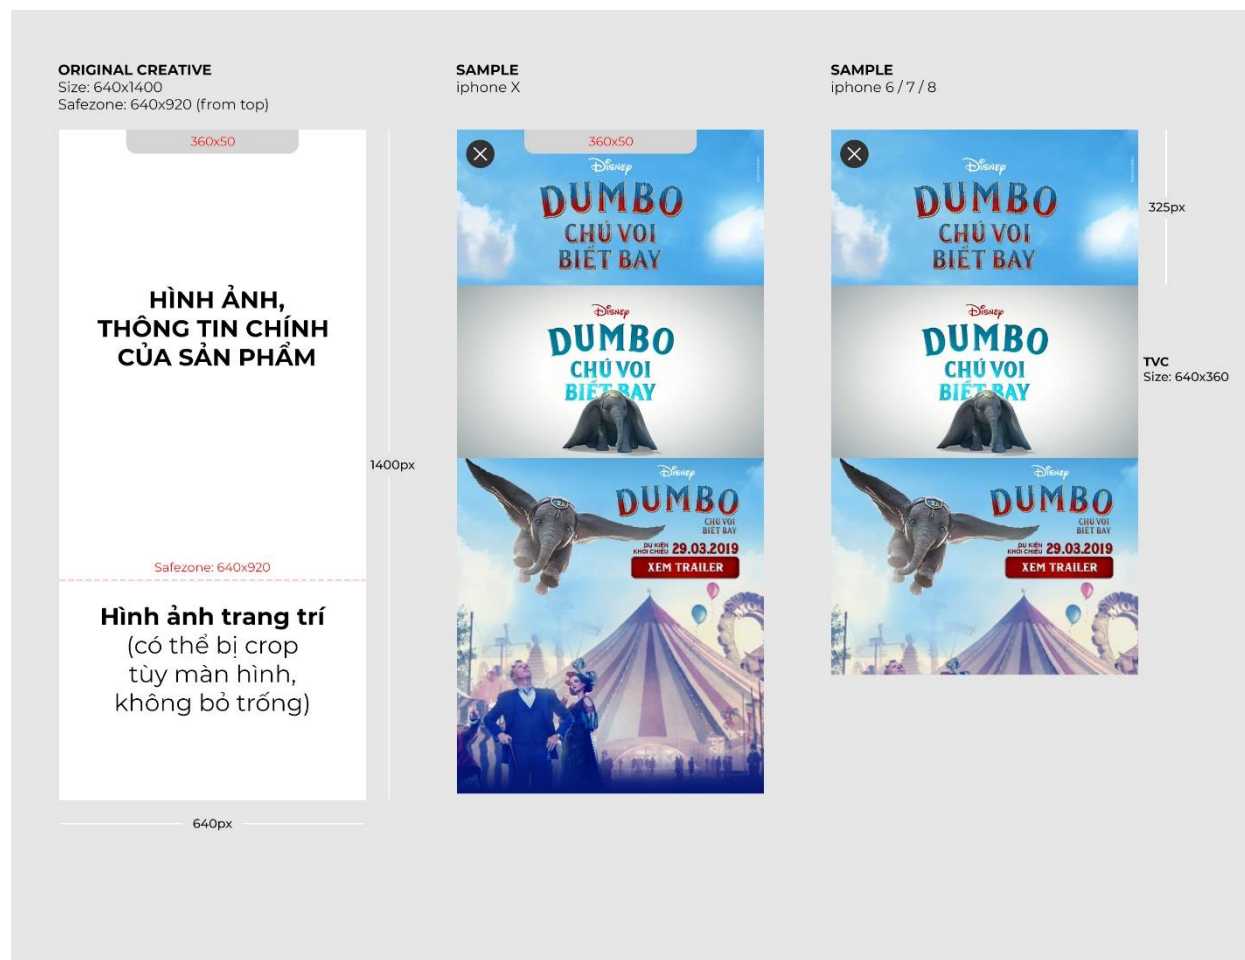 ORIGINAL CREATIVE
Size: 640x1400
Safezone: 640x920 (from top)
360x50
HÌNH ẢNH,
THÔNG TIN CHÍNH
CỦA SẢN PHẨM
Safezone: 640x920
Hình ảnh trang trí
(có thể bị crop
tùy màn hình,
không bỏ trống)
1400px
640px
SAMPLE
iphone X
360x50
Disney
DUMBO
CHÚ VOI
BIẾT BAY
Disney
DUMBO
CHÚ VOI
BIẾT BAY
Disney
DUMBO
CHÚ VOI
BIẾT BAY
DỰ KIẾN
KHỞI CHIẾU 29.03.2019
XEM TRAILER
SAMPLE
iphone 6 / 7 / 8
Disney
DUMBO
CHÚ VOI
BIẾT BAY
Disney
DUMBO
CHÚ VOI
BIẾT BAY
Disney
DUMBO
CHÚ VOI
BIẾT BAY
DỰ KIẾN
KHỞI CHIẾU 29.03.2019
XEM TRAILER
325px
TVC
Size: 640x360